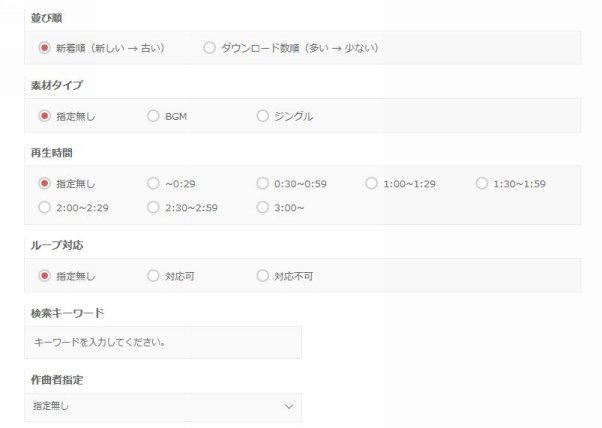 並び順
新着順（新しい → 古い） ダウンロード数順（多い → 少ない）
素材タイプ
指定無し BGM ジングル
再生時間
指定無し ~0:29 0:30~0:59 1:00~1:29 1:30~1:59
2:00~2:29 2:30~2:59 3:00~
ループ対応
指定無し 対応可 対応不可
検索キーワード
キーワードを入力してください。
作曲者指定
指定無し